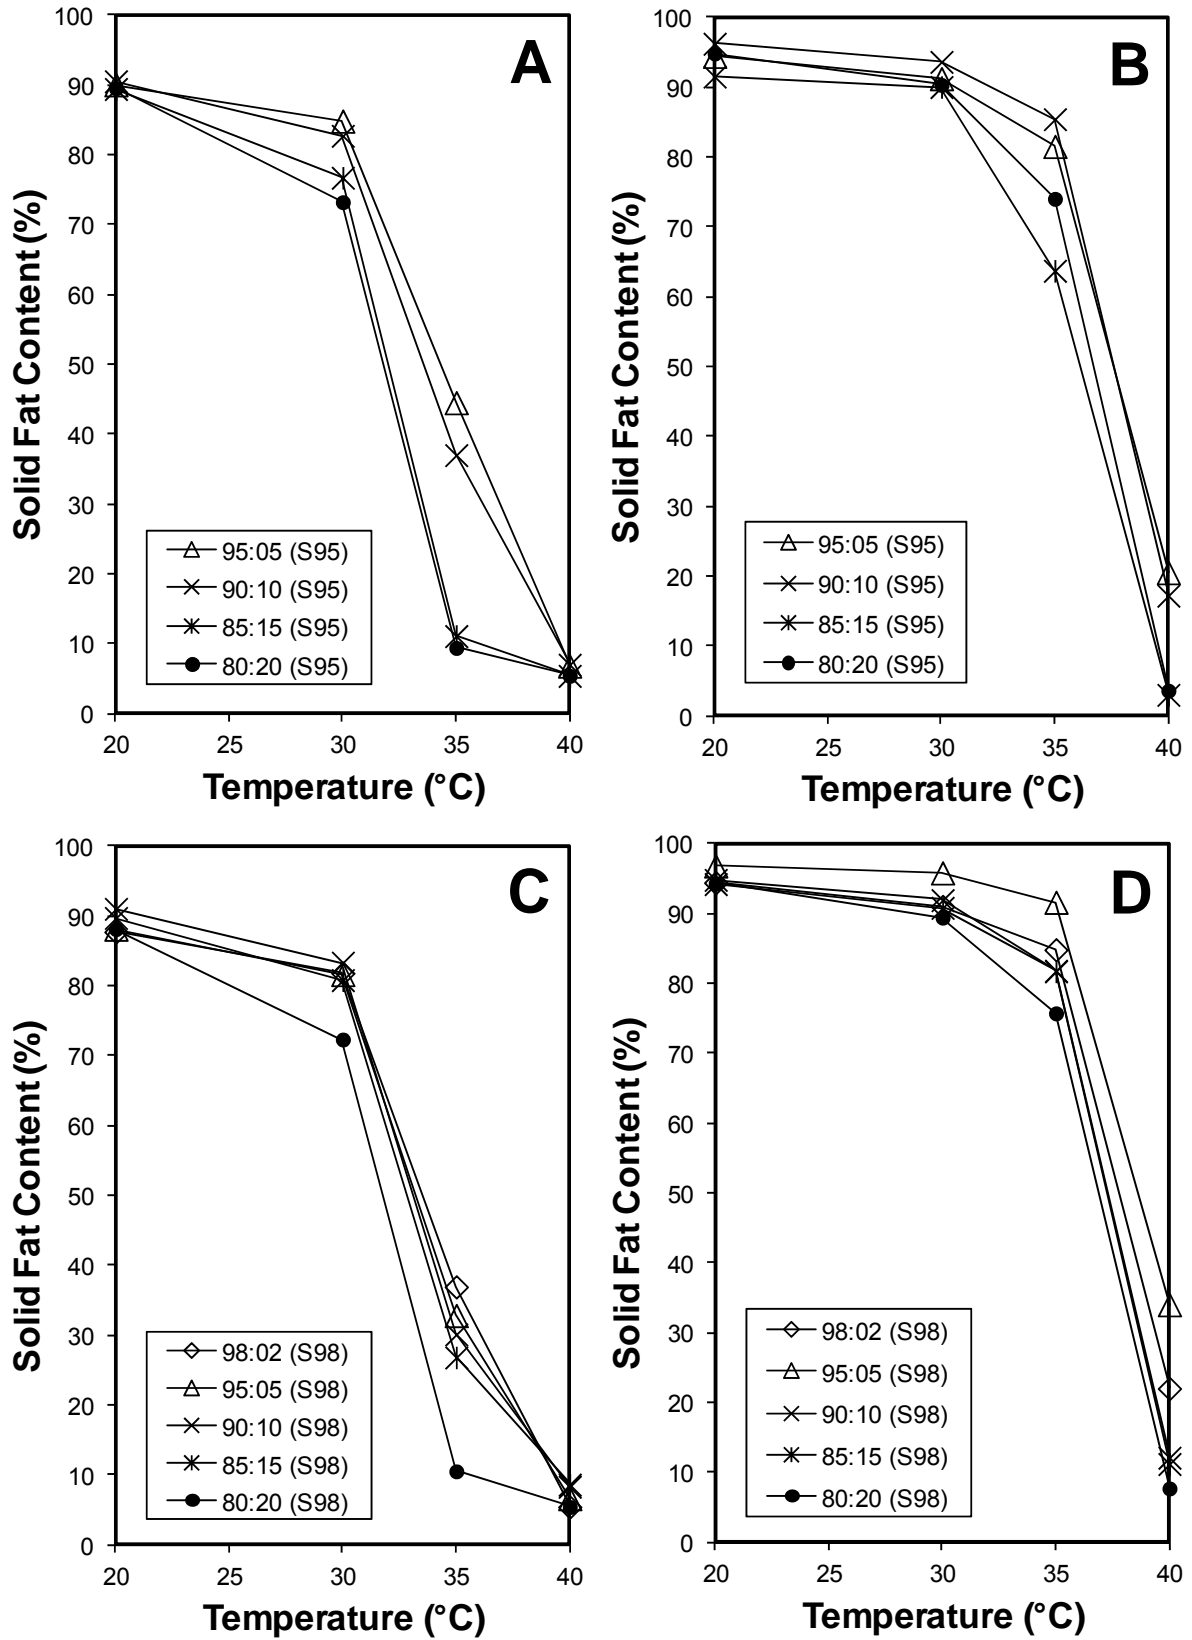 A
Solid Fat Content (%)
100
90
80
70
60
50
40
30
20
10
0
95:05 (S95)
90:10 (S95)
85:15 (S95)
80:20 (S95)
20 25 30 35 40
Temperature (°C)
B
Solid Fat Content (%)
100
90
80
70
60
50
40
30
20
10
0
95:05 (S95)
90:10 (S95)
85:15 (S95)
80:20 (S95)
20 25 30 35 40
Temperature (°C)
C
Solid Fat Content (%)
100
90
80
70
60
50
40
30
20
10
0
98:02 (S98)
95:05 (S98)
90:10 (S98)
85:15 (S98)
80:20 (S98)
20 25 30 35 40
Temperature (°C)
D
Solid Fat Content (%)
100
90
80
70
60
50
40
30
20
10
0
98:02 (S98)
95:05 (S98)
90:10 (S98)
85:15 (S98)
80:20 (S98)
20 25 30 35 40
Temperature (°C)